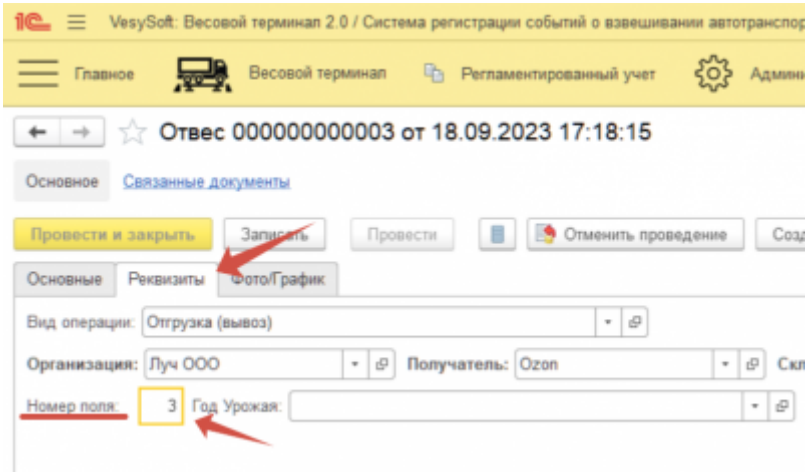 1С VesySoft: Весовой терминал 2.0 / Система регистрации событий о взвешивании автотранспор
Главное Весовой терминал Регламентированный учет Админи
Отвес 000000000003 от 18.09.2023 17:18:15
Основное Связанные документы
Провести и закрыть Записать Провести Отменить проведение Созд
Основные Реквизиты Фото/График
Вид операции: Отгрузка (вывоз)
Организация: Луч ООО Получатель: Ozon Скл
Номер поля: 3 Год Урожая: